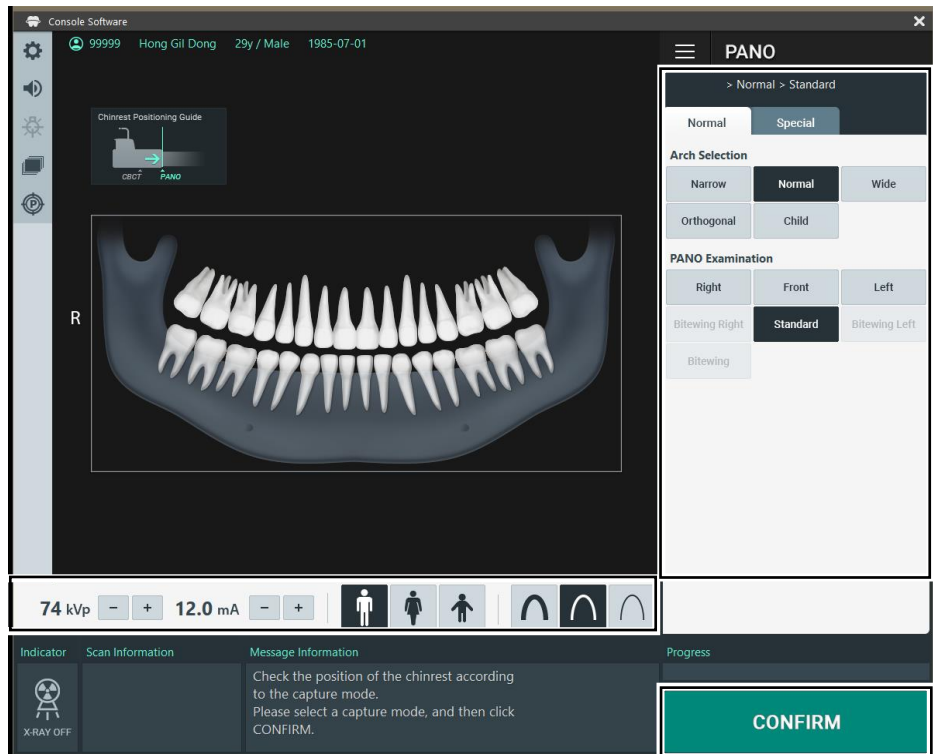 Console Software
99999 Hong Gil Dong 29y / Male 1985-07-01
PANO
> Normal > Standard
Normal Special
Chinrest Positioning Guide
CBCT PANO
Arch Selection
Narrow Normal Wide
Orthogonal Child
PANO Examination
Right Front Left
Bitewing Right Standard Bitewing Left
Bitewing
R
74 kVp - + 12.0 mA - +
Indicator Scan Information Message Information Progress
X-RAY OFF
Check the position of the chinrest according
to the capture mode.
Please select a capture mode, and then click
CONFIRM.
CONFIRM